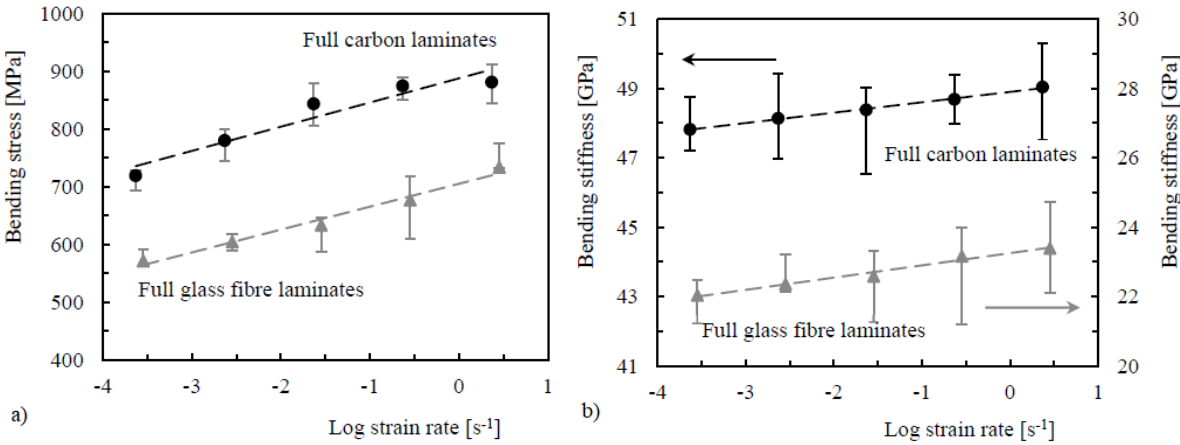 1000
900
800
700
600
500
400
Bending stress [MPa]
Full carbon laminates
Full glass fibre laminates
-4 -3 -2 -1 0 1
Log strain rate [s-1]
a)
51
49
47
45
43
41
Bending stiffness [GPa]
Full carbon laminates
Full glass fibre laminates
30
28
26
24
22
20
Bending stiffness [GPa]
-4 -3 -2 -1 0 1
Log strain rate [s-1]
b)